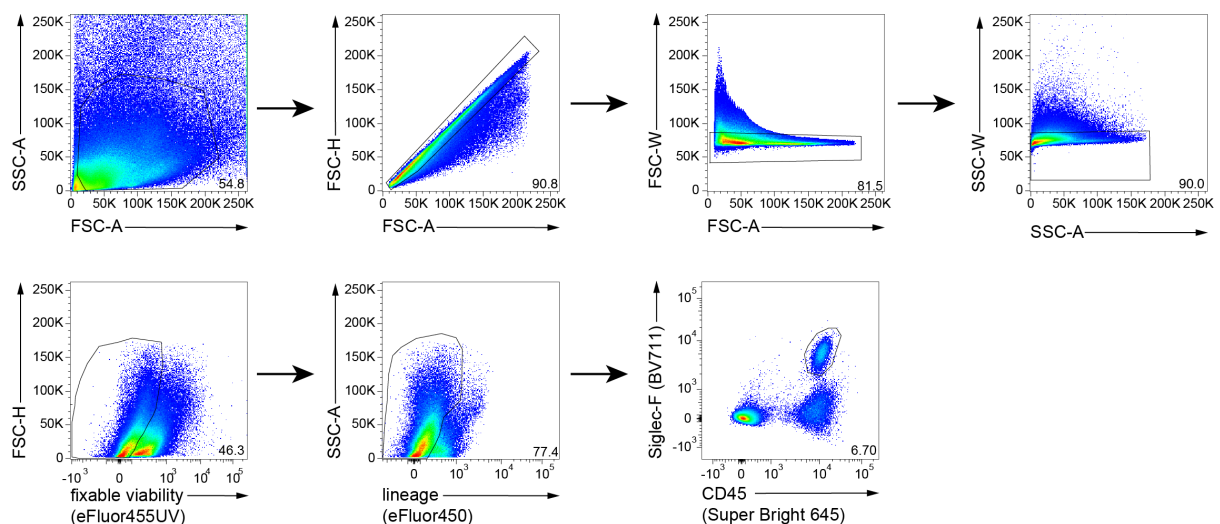 250K
200K
150K
100K
50K
0
SSC-A
54.8
0 50K 100K 150K 200K 250K
FSC-A
250K
200K
150K
100K
50K
0
FSC-H
90.8
0 50K 100K 150K 200K 250K
FSC-A
250K
200K
150K
100K
50K
0
FSC-W
81.5
0 50K 100K 150K 200K 250K
FSC-A
250K
200K
150K
100K
50K
0
SSC-W
90.0
0 50K 100K 150K 200K 250K
SSC-A
250K
200K
150K
100K
50K
0
FSC-H
46.3
-10³ 0 10³ 10⁴ 10⁵
fixable viability
(eFluor455UV)
250K
200K
150K
100K
50K
0
SSC-A
77.4
-10³ 0 10³ 10⁴ 10⁵
lineage
(eFluor450)
10⁵
10⁴
10³
0
-10³
Siglec-F (BV711)
6.70
-10³ 0 10³ 10⁴ 10⁵
CD45
(Super Bright 645)